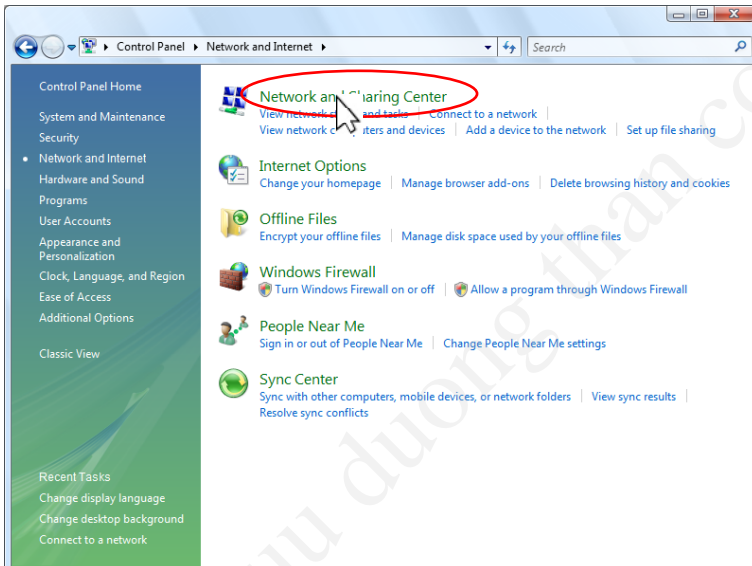 Control Panel Network and Internet
Search
Control Panel Home
System and Maintenance
Security
Network and Internet
Hardware and Sound
Programs
User Accounts
Appearance and
Personalization
Clock, Language, and Region
Ease of Access
Additional Options
Classic View
Recent Tasks
Change display language
Change desktop background
Connect to a network
Network and Sharing Center
View network and tasks Connect to a network
View network and devices Add a device to the network Set up file sharing
Internet Options
Change your homepage Manage browser add-ons Delete browsing history and cookies
Offline Files
Encrypt your offline files Manage disk space used by your offline files
Windows Firewall
Turn Windows Firewall on or off Allow a program through Windows Firewall
People Near Me
Sign in or out of People Near Me Change People Near Me settings
Sync Center
Sync with other computers, mobile devices, or network folders View sync results
Resolve sync conflicts
duong than co